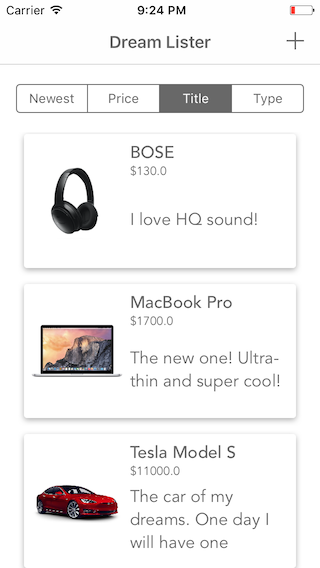 Carrier 9:24 PM
Dream Lister +
Newest Price Title Type
BOSE
$130.0
I love HQ sound!
MacBook Pro
$1700.0
The new one! Ultra-
thin and super cool!
Tesla Model S
$11000.0
The car of my
dreams. One day I
will have one